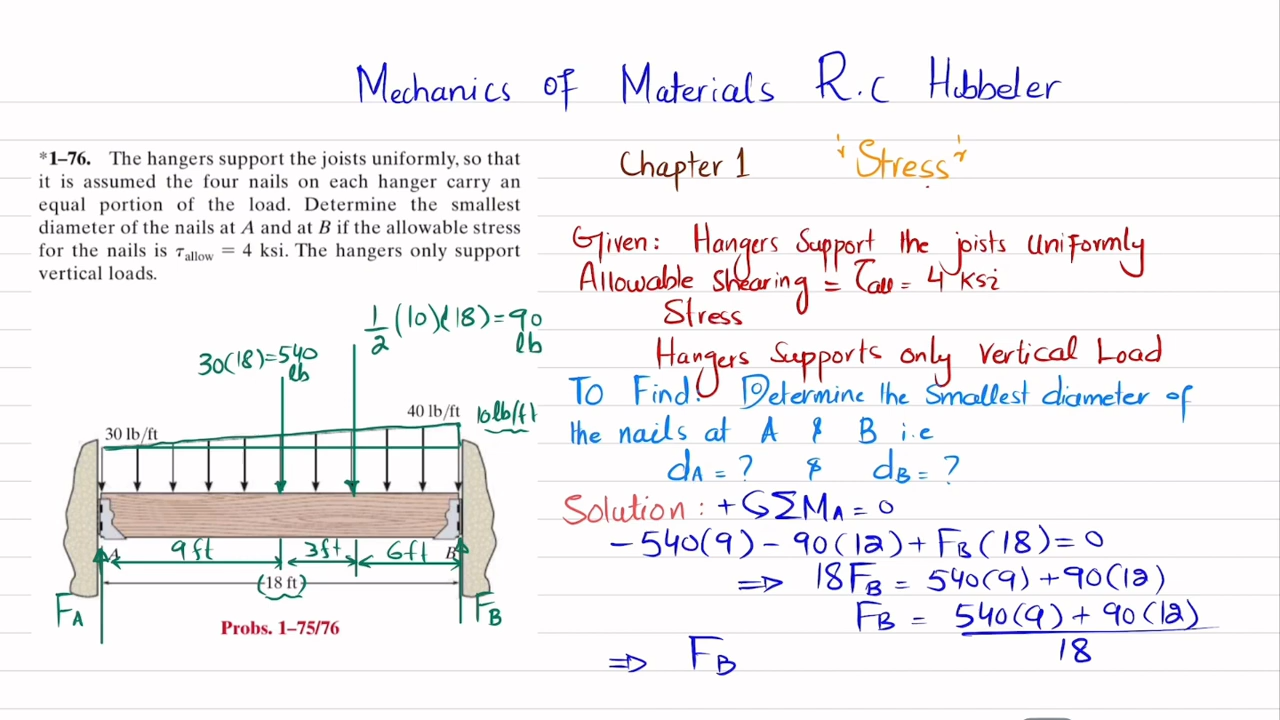 Mechanics of Materials R.C Hubbeler
*1–76. The hangers support the joists uniformly, so that
it is assumed the four nails on each hanger carry an
equal portion of the load. Determine the smallest
diameter of the nails at A and at B if the allowable stress
for the nails is τallow = 4 ksi. The hangers only support
vertical loads.
Chapter 1 "Stress"
Given: Hangers Support the joists Uniformly
Allowable Shearing = τall = 4 ksi
Stress
Hangers Supports only Vertical Load
To Find: Determine the smallest diameter of
the nails at A & B i.e
dA = ? & dB = ?
Solution: + ↺ ΣMA = 0
-540(9) - 90(12) + FB(18) = 0
⇒ 18FB = 540(9) + 90(12)
FB = 540(9) + 90(12)
18
⇒ FB
1/2 (10)(18) = 90
lb
30(18) = 540
lb
40 lb/ft 10lb/ft
30 lb/ft
A 9ft 3ft 6ft B
(18 ft)
FA FB
Probs. 1–75/76